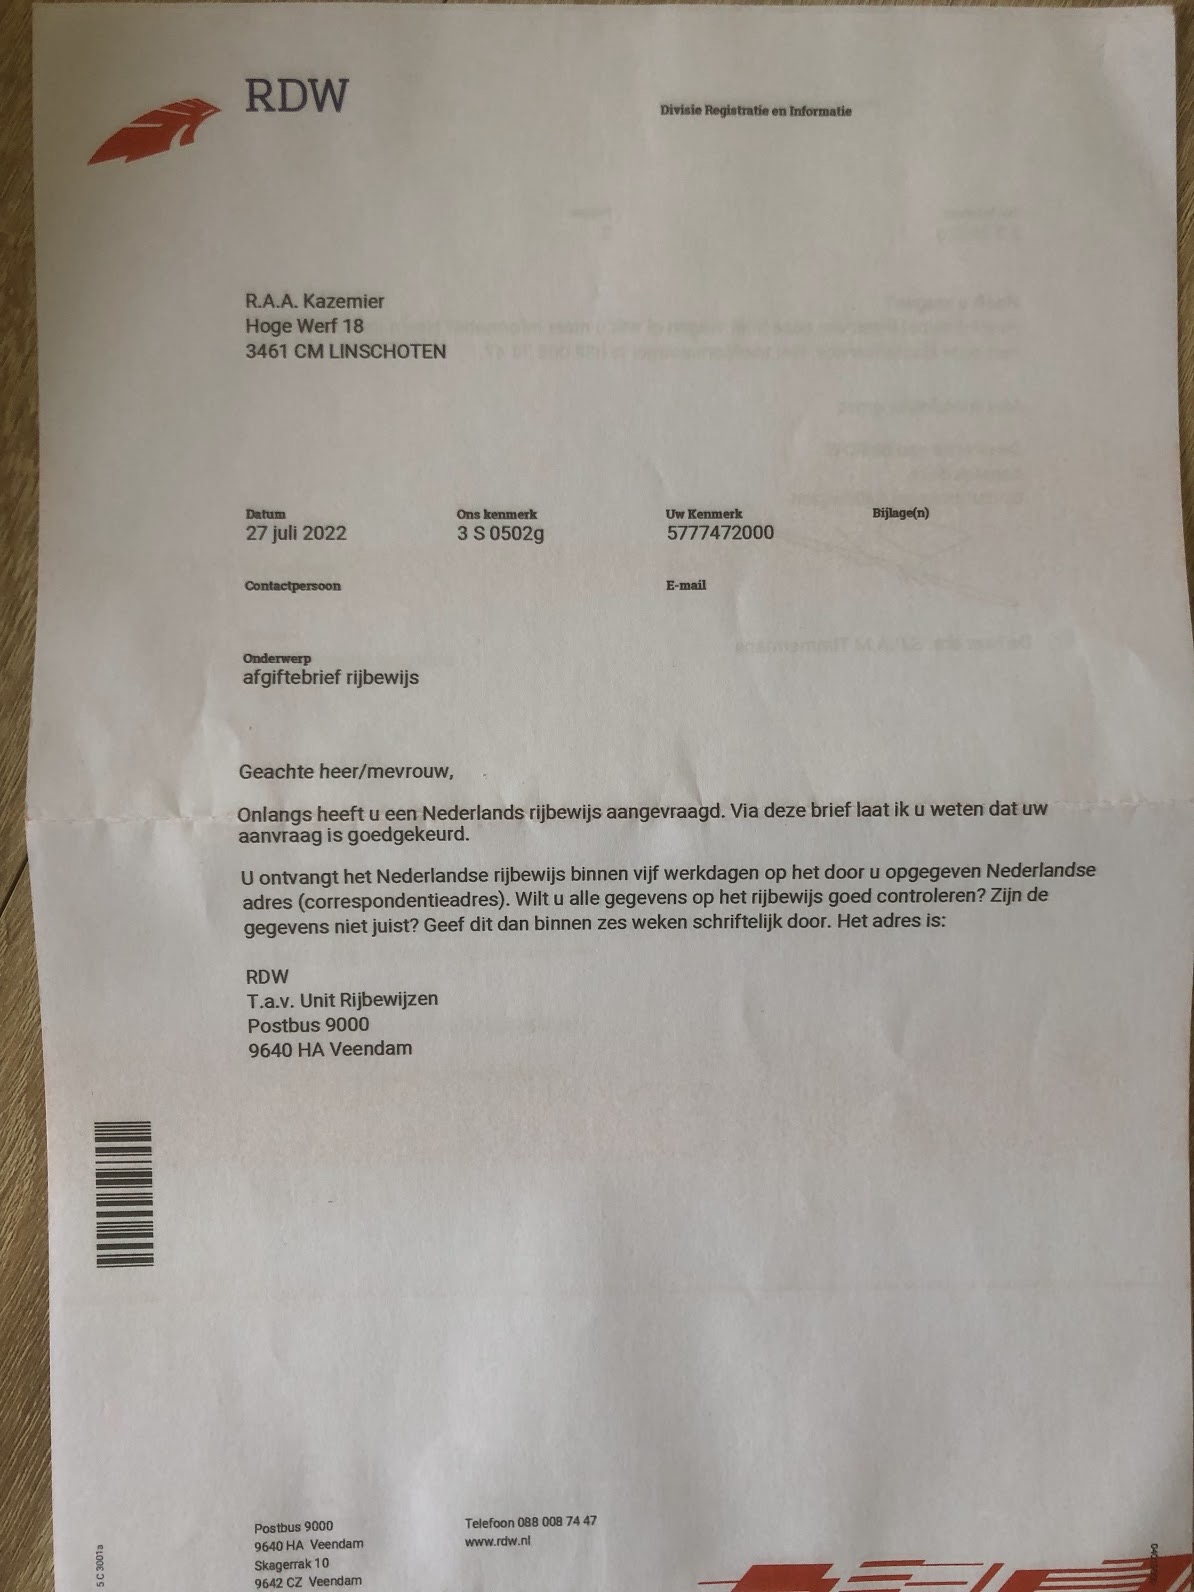 RDW
Divisie Registratie en Informatie
R.A.A. Kazemier
Hoge Werf 18
3461 CM LINSCHOTEN
Datum
27 juli 2022
Ons kenmerk
3 S 0502g
Uw Kenmerk
5777472000
Bijlage(n)
Contactpersoon
E-mail
Onderwerp
afgiftebrief rijbewijs
Geachte heer/mevrouw,
Onlangs heeft u een Nederlands rijbewijs aangevraagd. Via deze brief laat ik u weten dat uw
aanvraag is goedgekeurd.
U ontvangt het Nederlandse rijbewijs binnen vijf werkdagen op het door u opgegeven Nederlandse
adres (correspondentieadres). Wilt u alle gegevens op het rijbewijs goed controleren? Zijn de
gegevens niet juist? Geef dit dan binnen zes weken schriftelijk door. Het adres is:
RDW
T.a.v. Unit Rijbewijzen
Postbus 9000
9640 HA Veendam
Postbus 9000
9640 HA Veendam
Skagerrak 10
9642 CZ Veendam
Telefoon 088 008 74 47
www.rdw.nl
5 C 3001a